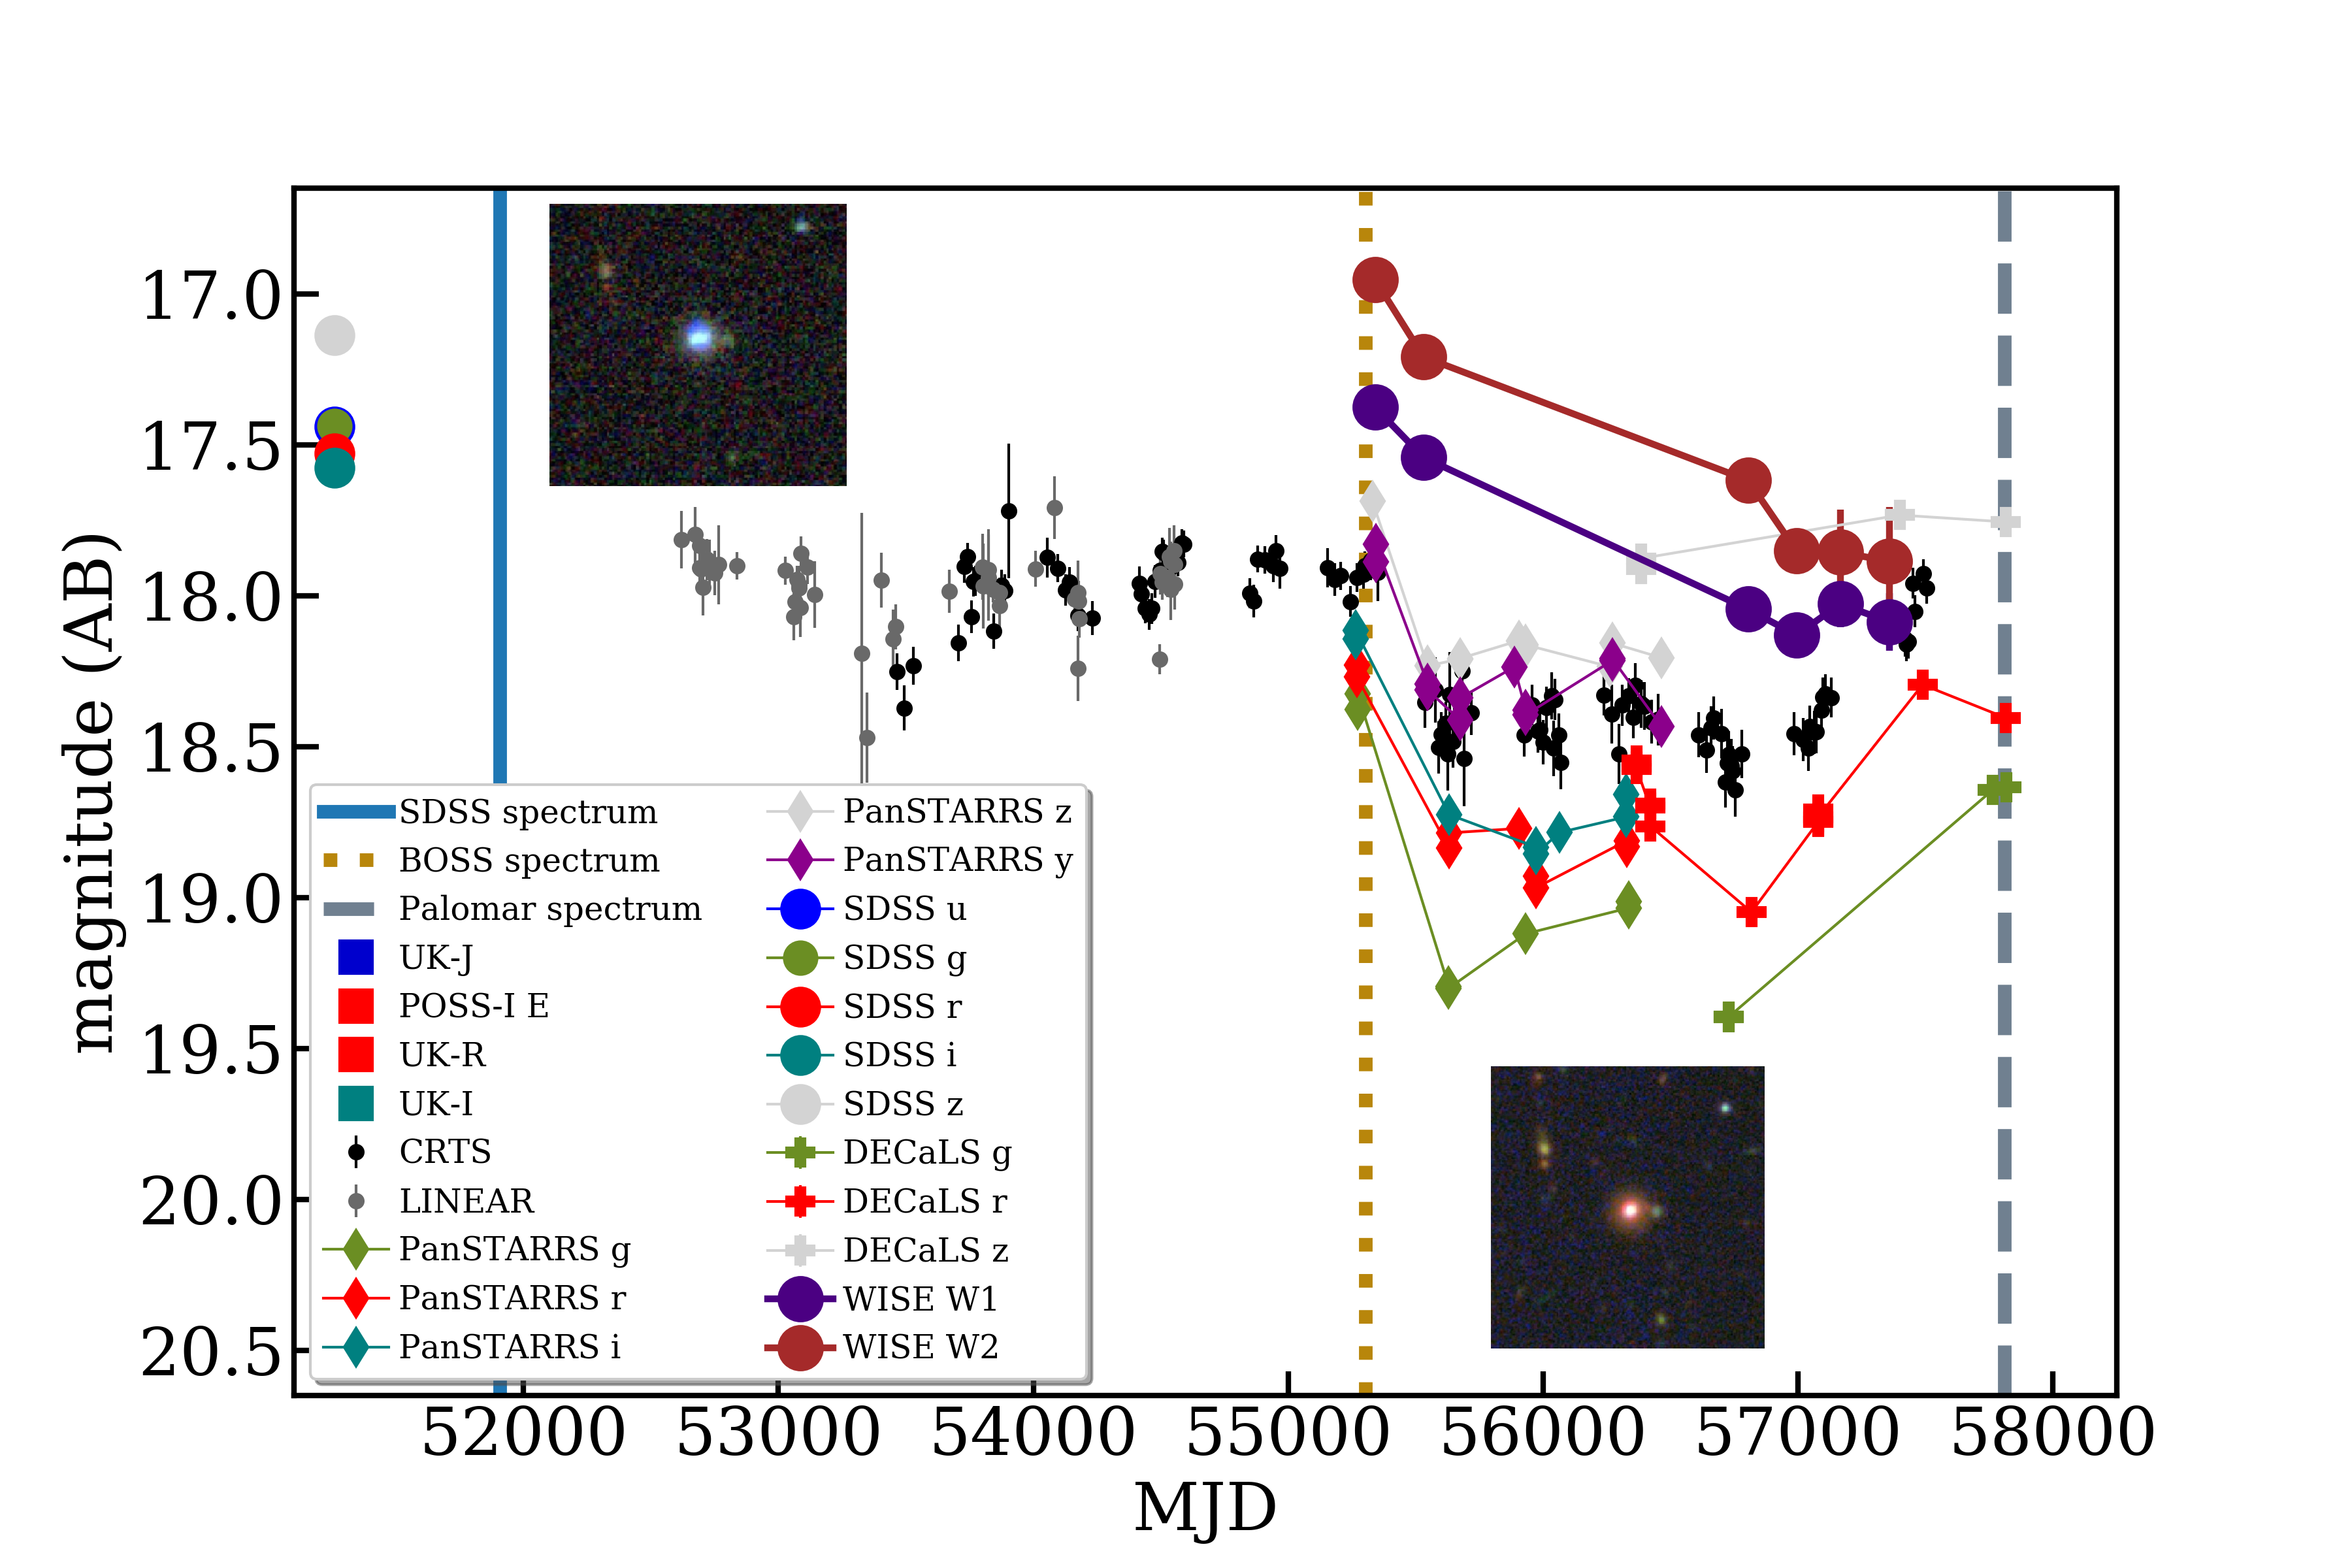 17.0
17.5
18.0
18.5
19.0
19.5
20.0
20.5
magnitude (AB)
SDSS spectrum
BOSS spectrum
Palomar spectrum
UK-J
POSS-I E
UK-R
UK-I
CRTS
LINEAR
PanSTARRS g
PanSTARRS r
PanSTARRS i
PanSTARRS z
PanSTARRS y
SDSS u
SDSS g
SDSS r
SDSS i
SDSS z
DECaLS g
DECaLS r
DECaLS z
WISE W1
WISE W2
52000 53000 54000 55000 56000 57000 58000
MJD